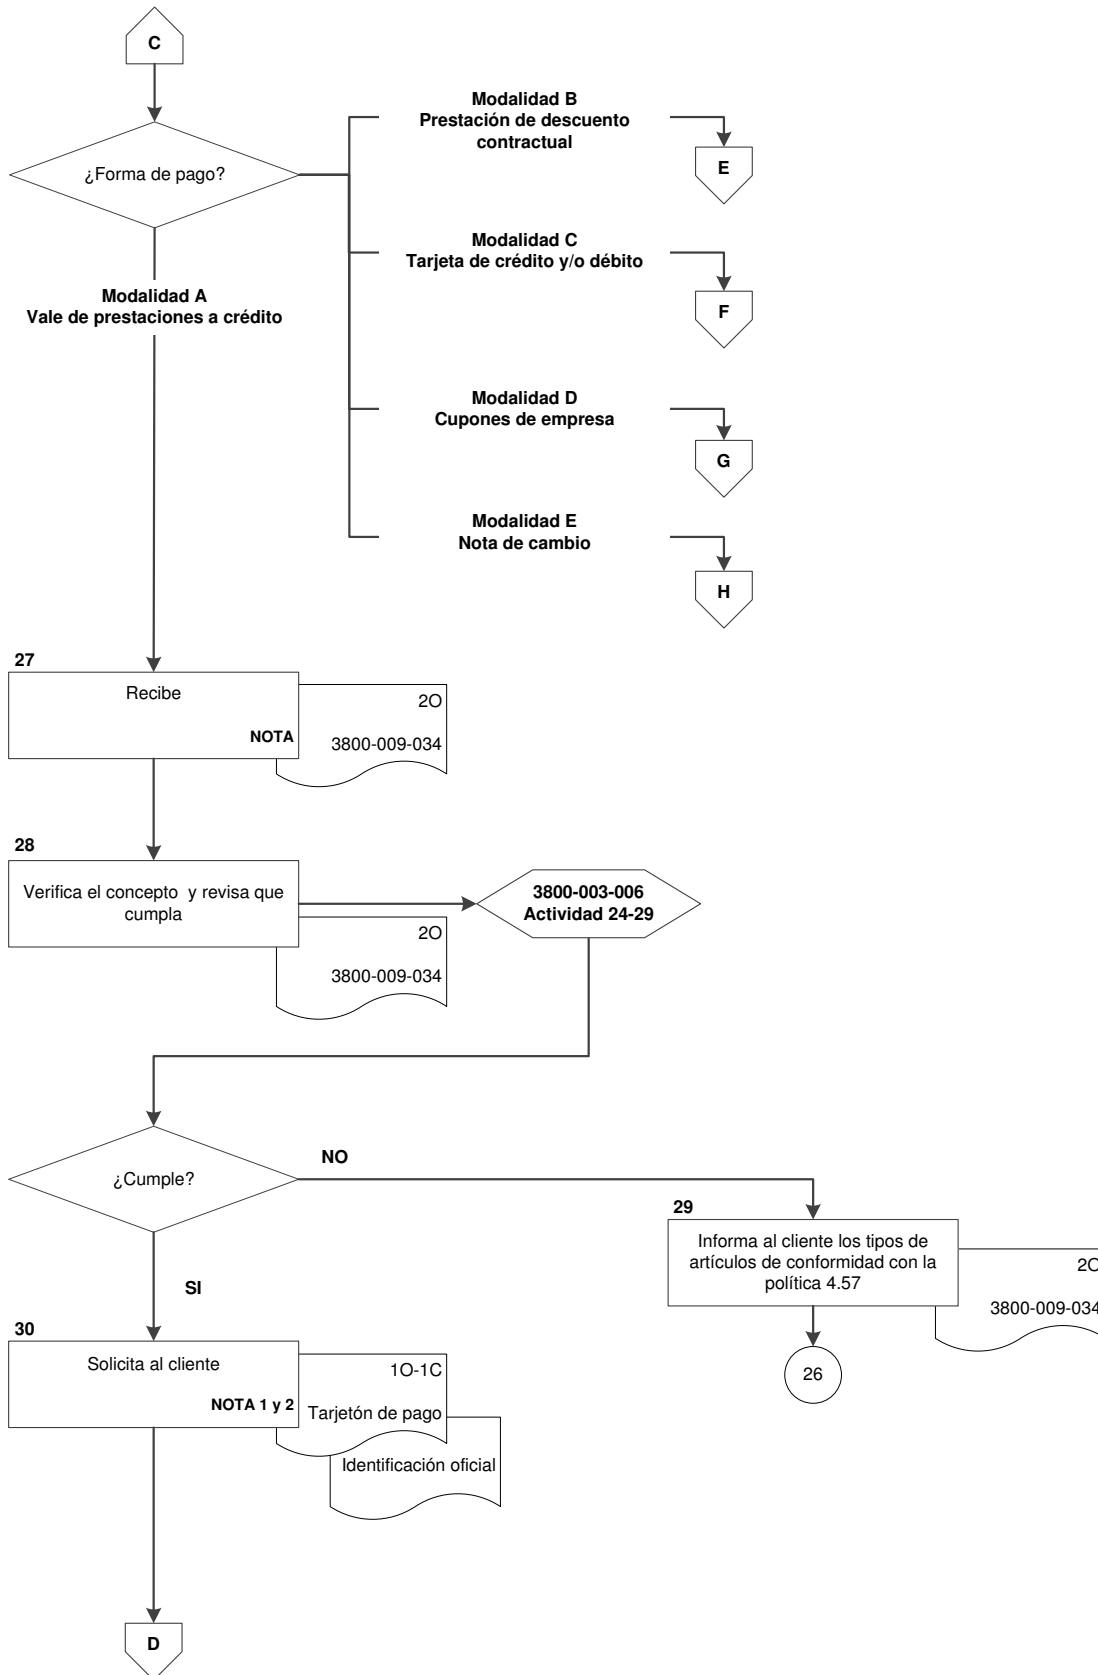 C
¿Forma de pago?
Modalidad B
Prestación de descuento
contractual
E
Modalidad C
Tarjeta de crédito y/o débito
F
Modalidad A
Vale de prestaciones a crédito
Modalidad D
Cupones de empresa
G
Modalidad E
Nota de cambio
H
27
Recibe
NOTA
2O
3800-009-034
28
Verifica el concepto y revisa que
cumpla
2O
3800-009-034
3800-003-006
Actividad 24-29
¿Cumple?
NO
SI
29
Informa al cliente los tipos de
artículos de conformidad con la
política 4.57
2O
3800-009-034
26
30
Solicita al cliente
NOTA 1 y 2
1O-1C
Tarjetón de pago
Identificación oficial
D